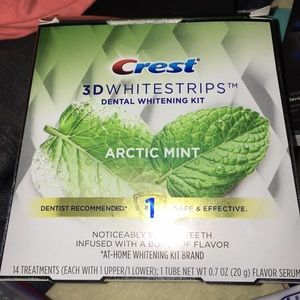 Crest
3DWHITESTRIPS™
DENTAL WHITENING KIT
ARCTIC MINT
DENTIST RECOMMENDED*
1
SAFE & EFFECTIVE.
NOTICEABLY TEETH
INFUSED WITH A BURST OF FLAVOR
*AT-HOME WHITENING KIT BRAND
14 TREATMENTS (EACH WITH 1 UPPER/1 LOWER); 1 TUBE NET WT 0.7 OZ (20 g) FLAVOR SERUM